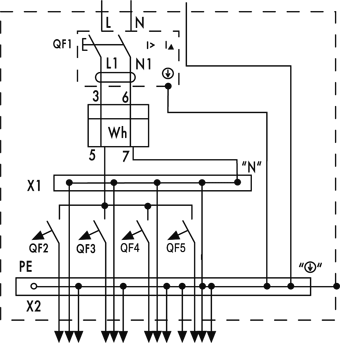 L N
QF1 I> I▲
L1 N1
3 6
Wh
5 7
"N"
X1
QF2 QF3 QF4 QF5
PE "⏚"
X2